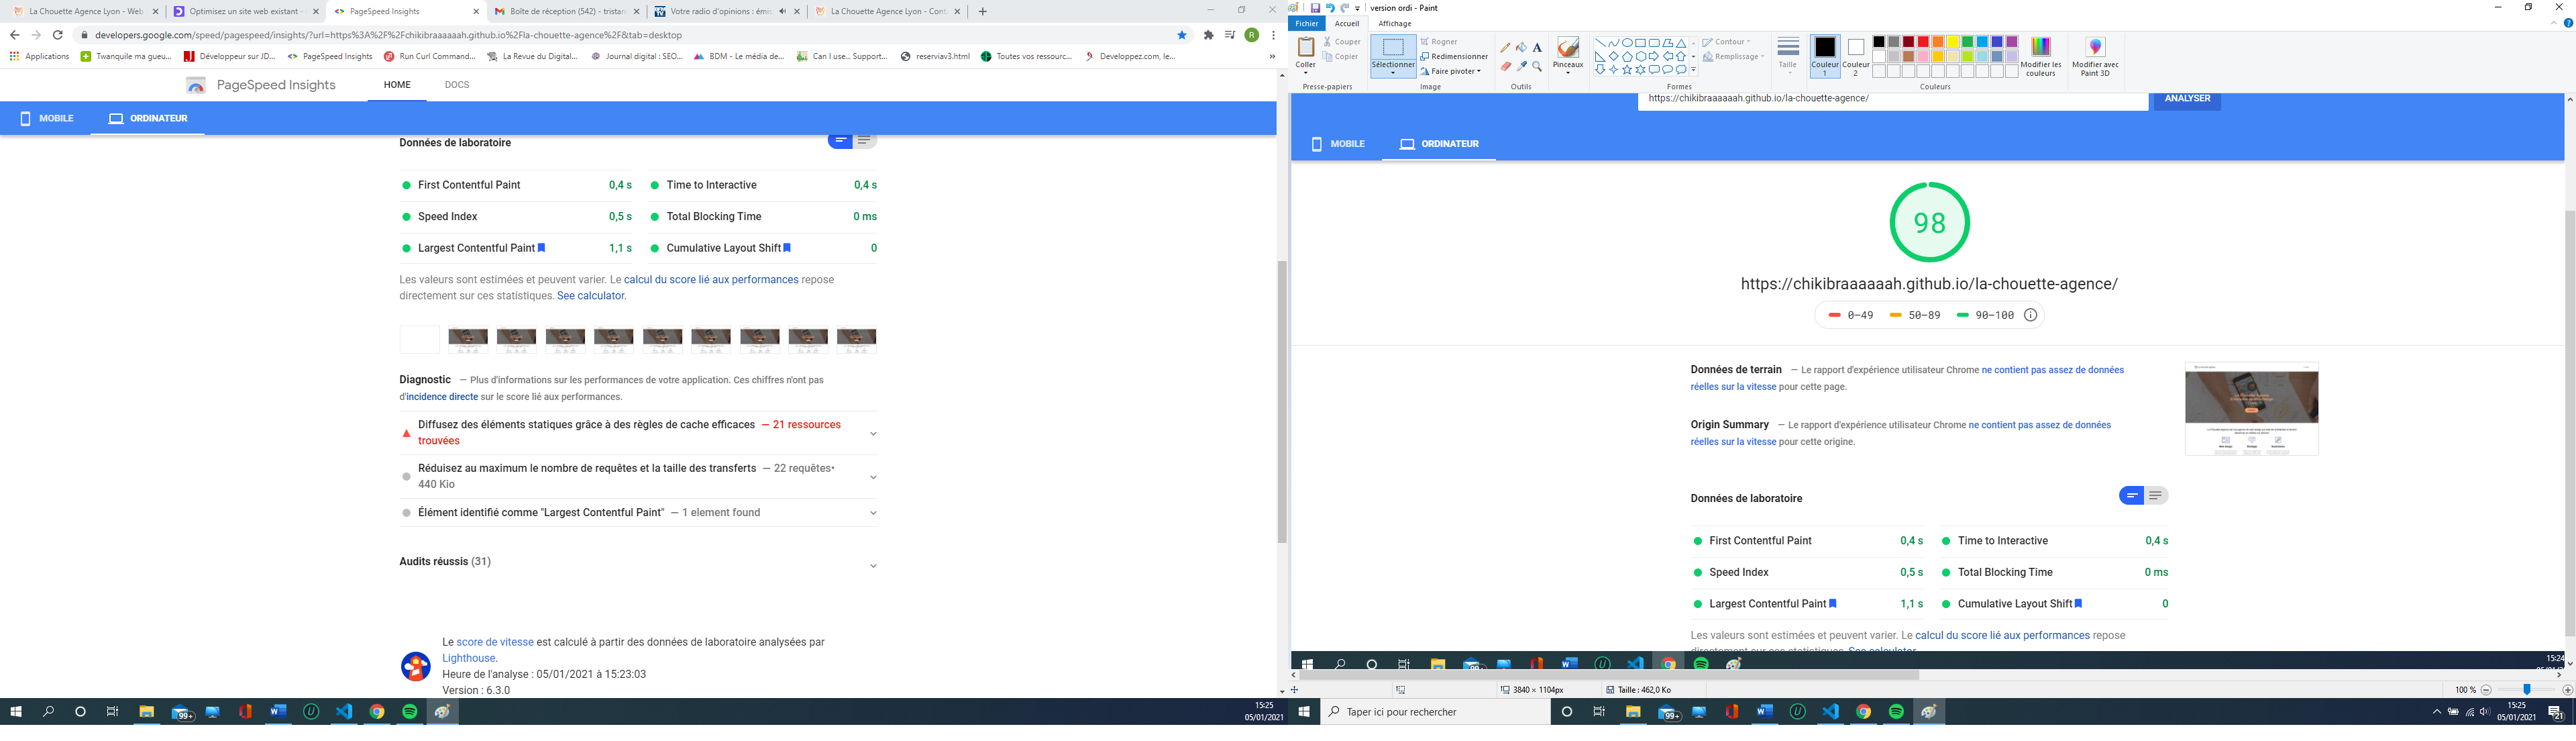 La Chouette Agence Lyon - Web
Optimisez un site web existant -
PageSpeed Insights
Boîte de réception (542) - tristan
Votre radio d'opinions : émis
La Chouette Agence Lyon - Cont
developers.google.com/speed/pagespeed/insights/?url=https%3A%2F%2Fchikibraaaaaah.github.io%2Fla-chouette-agence%2F&tab=desktop
Applications
Twanquile ma gueu...
Développeur sur JD...
PageSpeed Insights
Run Curl Command...
La Revue du Digital...
Journal digital : SEO...
BDM - Le média de...
Can I use... Support...
reserviav3.html
Toutes vos ressourc...
Developpez.com, le...
PageSpeed Insights
HOME
DOCS
MOBILE
ORDINATEUR
Données de laboratoire
First Contentful Paint 0,4 s
Time to Interactive 0,4 s
Speed Index 0,5 s
Total Blocking Time 0 ms
Largest Contentful Paint 1,1 s
Cumulative Layout Shift 0
Les valeurs sont estimées et peuvent varier. Le calcul du score lié aux performances repose
directement sur ces statistiques. See calculator.
Diagnostic — Plus d'informations sur les performances de votre application. Ces chiffres n'ont pas
d'incidence directe sur le score lié aux performances.
Diffusez des éléments statiques grâce à des règles de cache efficaces — 21 ressources
trouvées
Réduisez au maximum le nombre de requêtes et la taille des transferts — 22 requêtes•
440 Kio
Élément identifié comme "Largest Contentful Paint" — 1 element found
Audits réussis (31)
Le score de vitesse est calculé à partir des données de laboratoire analysées par
Lighthouse.
Heure de l'analyse : 05/01/2021 à 15:23:03
Version : 6.3.0
99+
15:25
05/01/2021
version ordi - Paint
Fichier
Accueil
Affichage
Coller
Couper
Copier
Presse-papiers
Sélectionner
Rogner
Redimensionner
Faire pivoter
Image
Outils
Pinceaux
Formes
Contour
Remplissage
Taille
Couleur 1
Couleur 2
Modifier les couleurs
Couleurs
Modifier avec Paint 3D
https://chikibraaaaaah.github.io/la-chouette-agence/
ANALYSER
MOBILE
ORDINATEUR
98
https://chikibraaaaaah.github.io/la-chouette-agence/
0–49
50–89
90–100
Données de terrain — Le rapport d'expérience utilisateur Chrome ne contient pas assez de données
réelles sur la vitesse pour cette page.
Origin Summary — Le rapport d'expérience utilisateur Chrome ne contient pas assez de données
réelles sur la vitesse pour cette origine.
Données de laboratoire
First Contentful Paint 0,4 s
Time to Interactive 0,4 s
Speed Index 0,5 s
Total Blocking Time 0 ms
Largest Contentful Paint 1,1 s
Cumulative Layout Shift 0
Les valeurs sont estimées et peuvent varier. Le calcul du score lié aux performances repose
directement sur ces statistiques. See calculator.
15:24
3840 × 1104px
Taille : 462,0 Ko
100 %
Taper ici pour rechercher
99+
15:25
05/01/2021
21